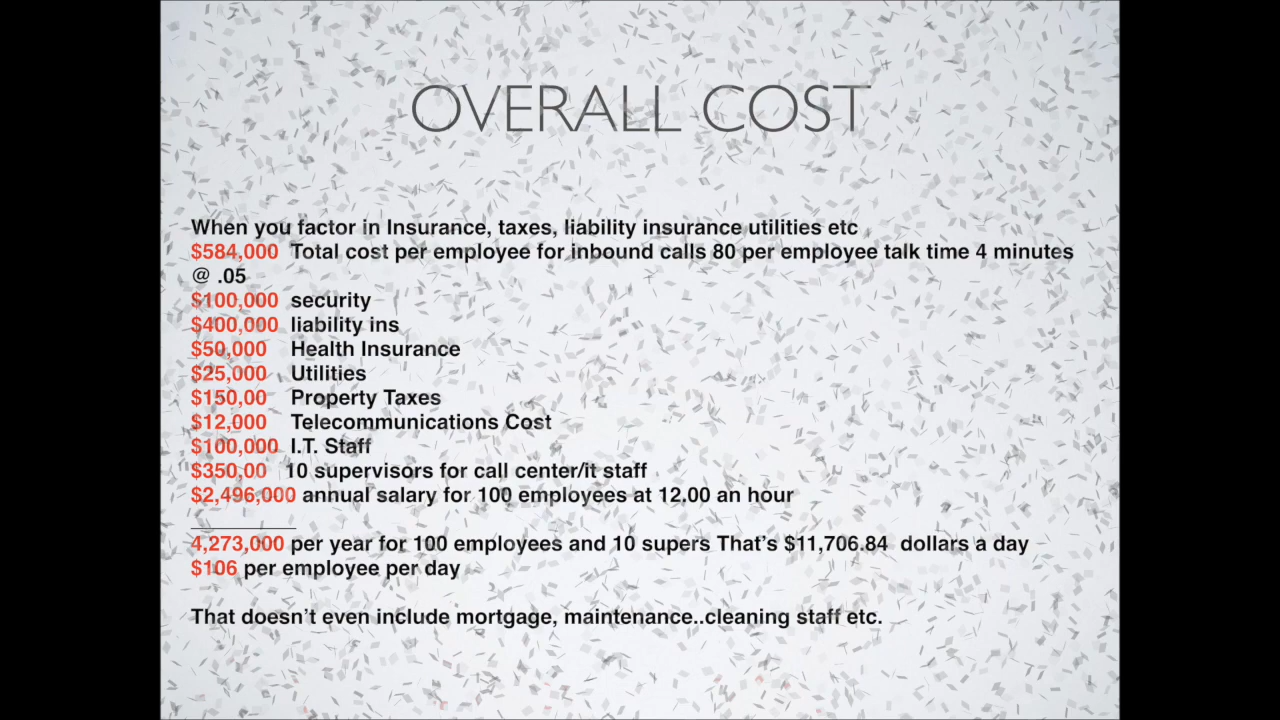 OVERALL COST
When you factor in Insurance, taxes, liability insurance utilities etc
$584,000 Total cost per employee for inbound calls 80 per employee talk time 4 minutes
@ .05
$100,000 security
$400,000 liability ins
$50,000 Health Insurance
$25,000 Utilities
$150,00 Property Taxes
$12,000 Telecommunications Cost
$100,000 I.T. Staff
$350,00 10 supervisors for call center/it staff
$2,496,000 annual salary for 100 employees at 12.00 an hour
4,273,000 per year for 100 employees and 10 supers That's $11,706.84 dollars a day
$106 per employee per day
That doesn't even include mortgage, maintenance..cleaning staff etc.